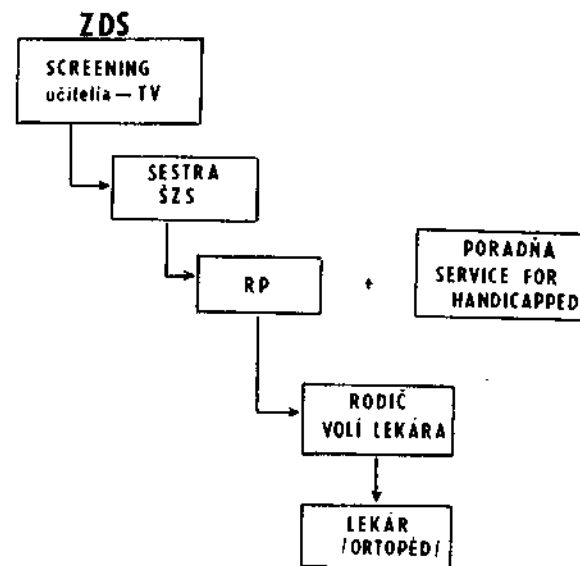 ZDS
SCREENING
učitelia — TV
SESTRA
ŠZS
RP
+
PORADŇA
SERVICE FOR
HANDICAPPED
RODIČ
VOLÍ LEKÁRA
LEKÁR
/ORTOPÉD/